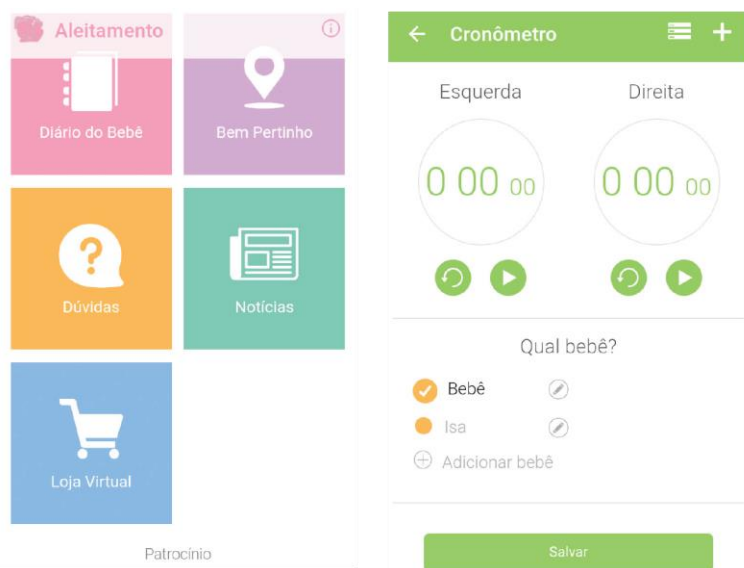 Aleitamento
Diário do Bebê
Bem Pertinho
Dúvidas
Notícias
Loja Virtual
Patrocínio
Cronômetro
Esquerda
Direita
0 00 00
0 00 00
Qual bebê?
Bebê
Isa
Adicionar bebê
Salvar